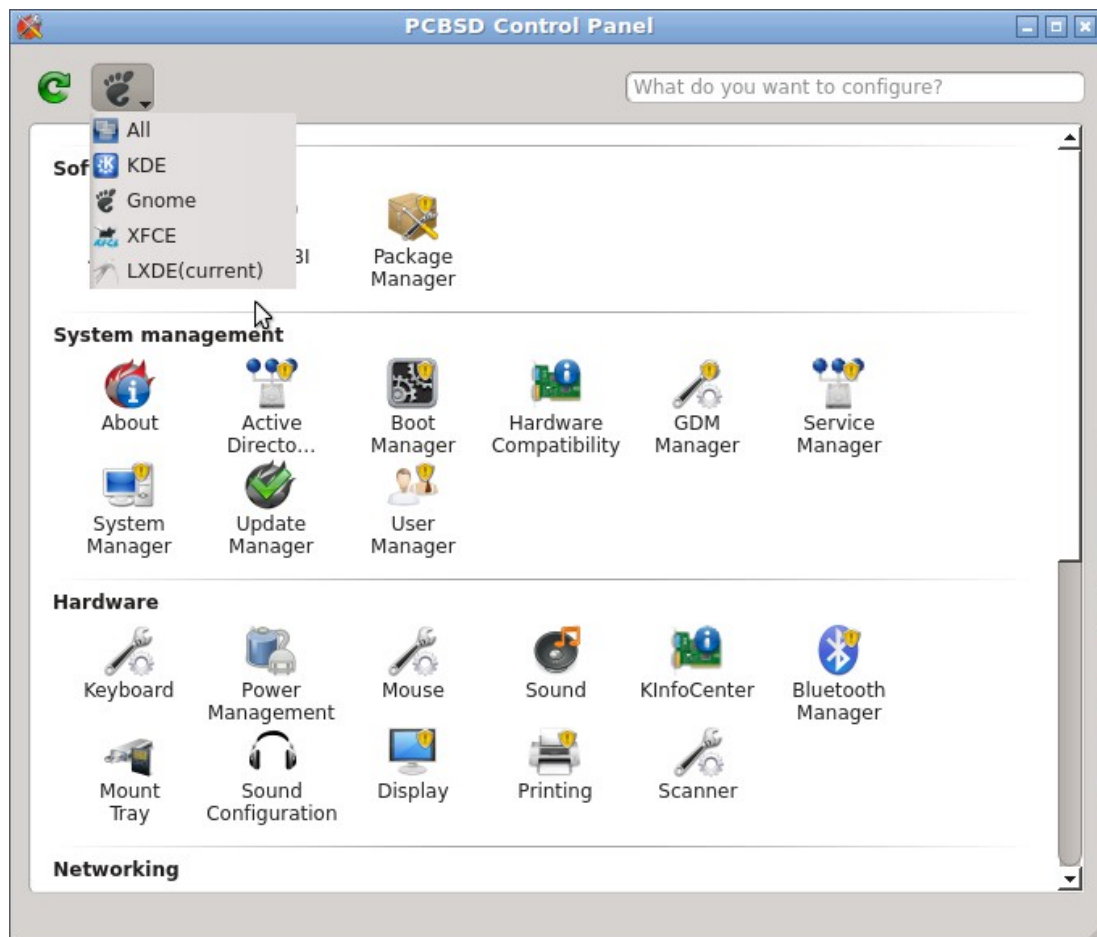 PCBSD Control Panel
What do you want to configure?
All
KDE
Gnome
XFCE
LXDE(current)
Sof
BI
Package
Manager
System management
About
Active
Directo...
Boot
Manager
Hardware
Compatibility
GDM
Manager
Service
Manager
System
Manager
Update
Manager
User
Manager
Hardware
Keyboard
Power
Management
Mouse
Sound
KInfoCenter
Bluetooth
Manager
Mount
Tray
Sound
Configuration
Display
Printing
Scanner
Networking